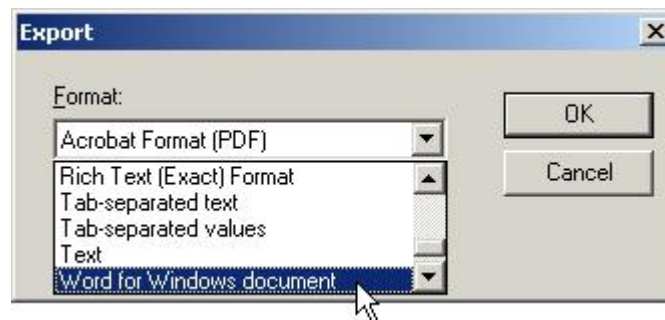 Export
Format:
Acrobat Format (PDF)
Rich Text (Exact) Format
Tab-separated text
Tab-separated values
Text
Word for Windows document
OK
Cancel